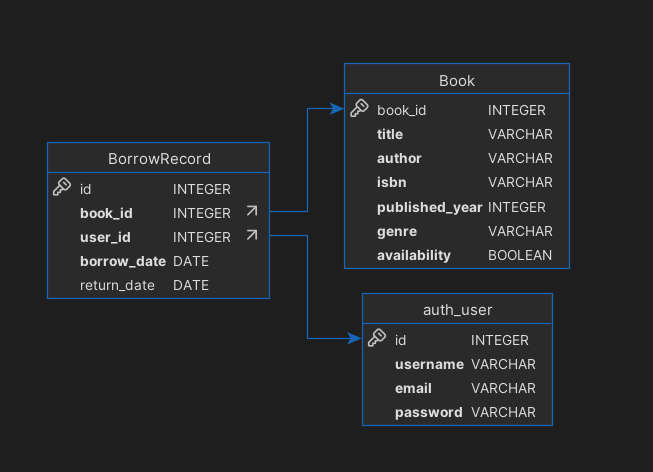 Book
book_id INTEGER
title VARCHAR
author VARCHAR
isbn VARCHAR
published_year INTEGER
genre VARCHAR
availability BOOLEAN
BorrowRecord
id INTEGER
book_id INTEGER
user_id INTEGER
borrow_date DATE
return_date DATE
auth_user
id INTEGER
username VARCHAR
email VARCHAR
password VARCHAR